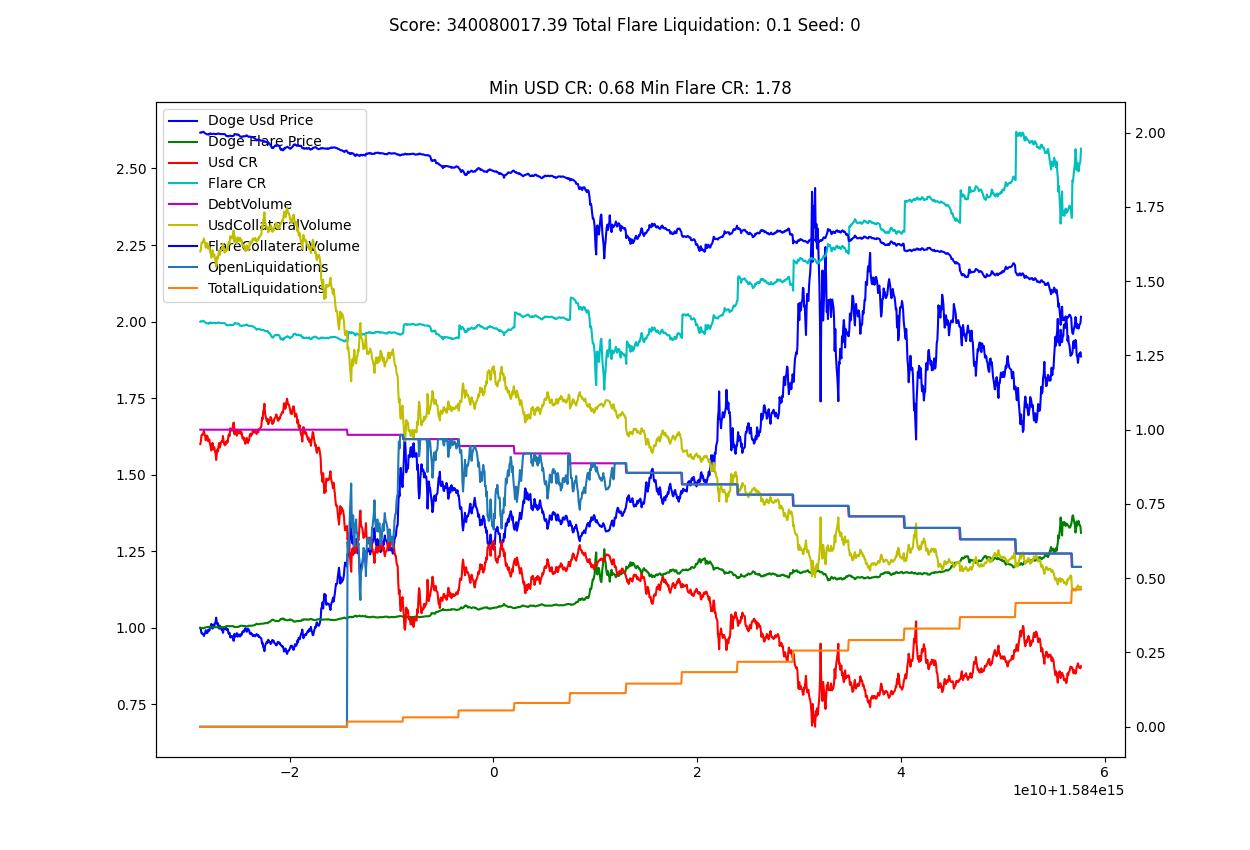 Score: 340080017.39 Total Flare Liquidation: 0.1 Seed: 0
Min USD CR: 0.68 Min Flare CR: 1.78
Doge Usd Price
Doge Flare Price
Usd CR
Flare CR
DebtVolume
UsdCollateralVolume
FlareCollateralVolume
OpenLiquidations
TotalLiquidations
2.50
2.25
2.00
1.75
1.50
1.25
1.00
0.75
2.00
1.75
1.50
1.25
1.00
0.75
0.50
0.25
0.00
−2 0 2 4 6
1e10+1.584e15